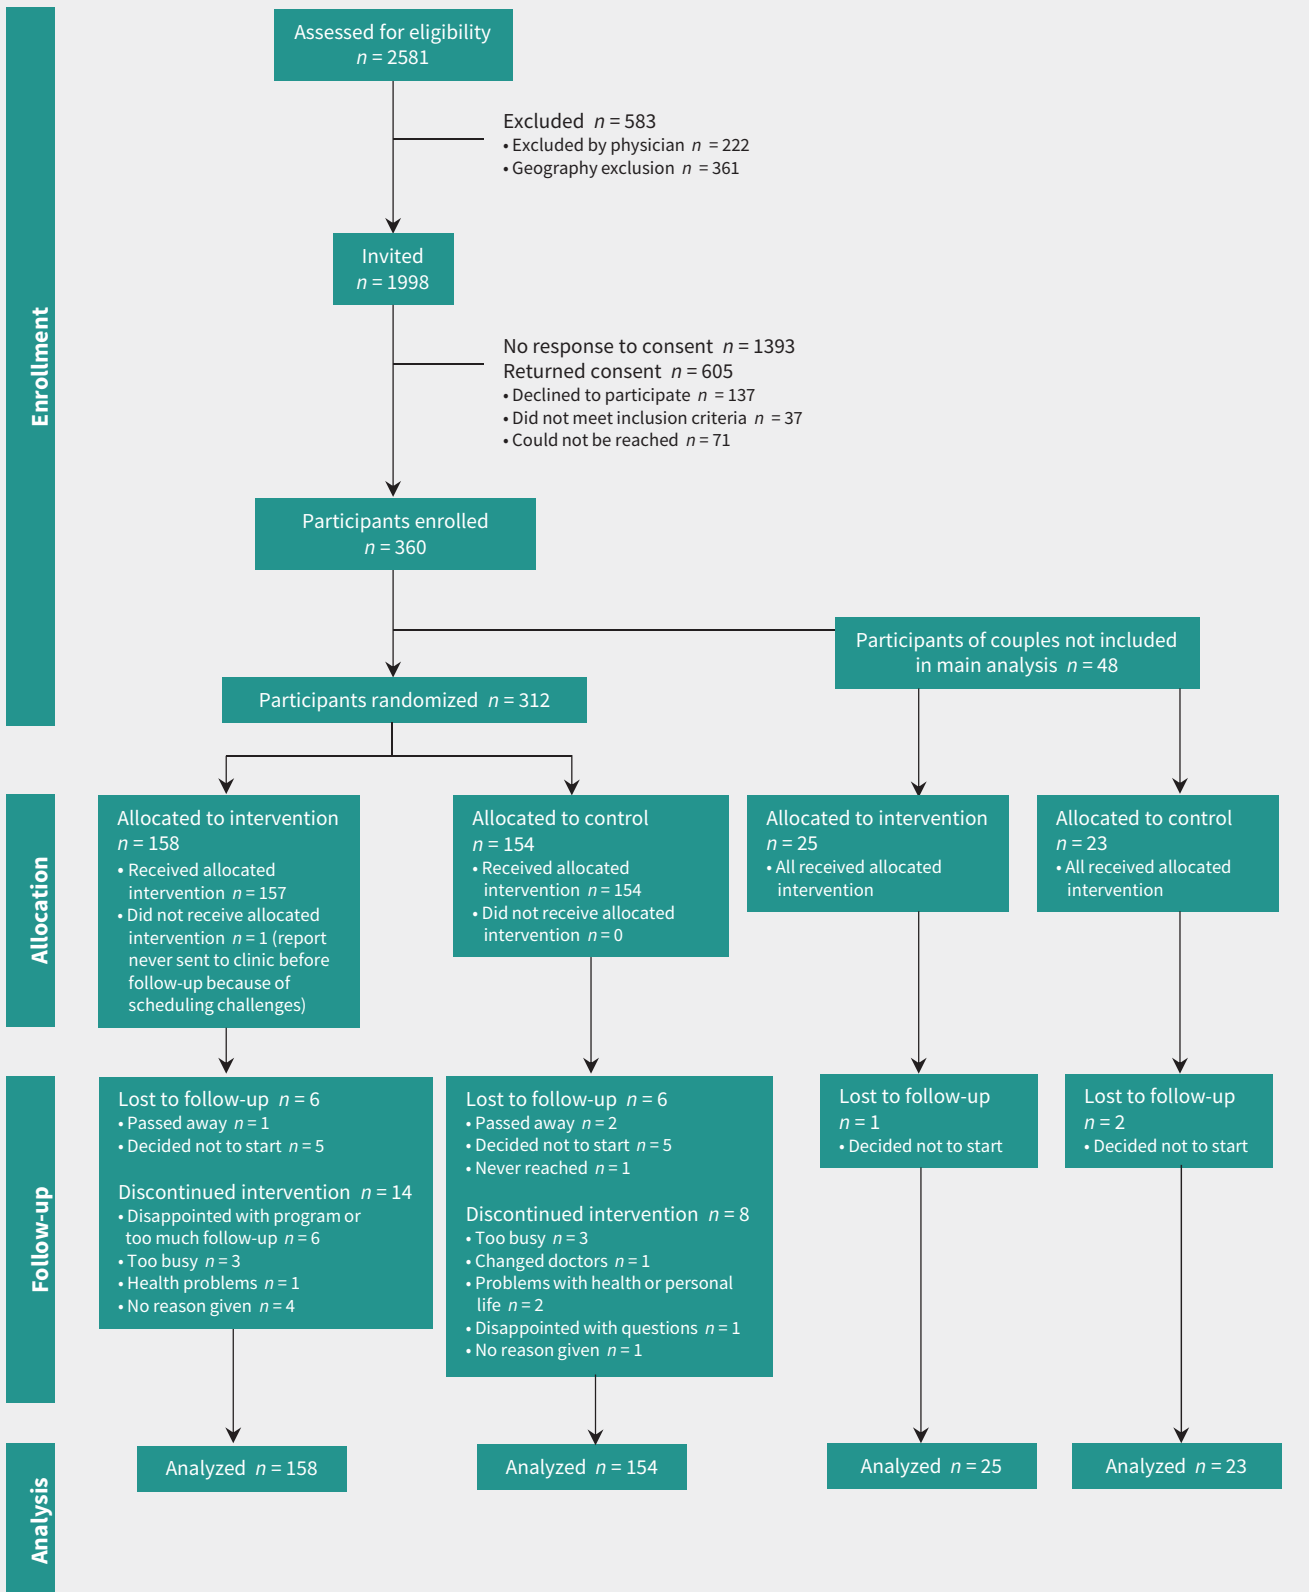 Enrollment
Assessed for eligibility
n = 2581
Excluded n = 583
• Excluded by physician n = 222
• Geography exclusion n = 361
Invited
n = 1998
No response to consent n = 1393
Returned consent n = 605
• Declined to participate n = 137
• Did not meet inclusion criteria n = 37
• Could not be reached n = 71
Participants enrolled
n = 360
Participants of couples not included
in main analysis n = 48
Participants randomized n = 312
Allocation
Allocated to intervention
n = 158
• Received allocated
intervention n = 157
• Did not receive allocated
intervention n = 1 (report
never sent to clinic before
follow-up because of
scheduling challenges)
Allocated to control
n = 154
• Received allocated
intervention n = 154
• Did not receive allocated
intervention n = 0
Allocated to intervention
n = 25
• All received allocated
intervention
Allocated to control
n = 23
• All received allocated
intervention
Follow-up
Lost to follow-up n = 6
• Passed away n = 1
• Decided not to start n = 5
Discontinued intervention n = 14
• Disappointed with program or
too much follow-up n = 6
• Too busy n = 3
• Health problems n = 1
• No reason given n = 4
Lost to follow-up n = 6
• Passed away n = 2
• Decided not to start n = 5
• Never reached n = 1
Discontinued intervention n = 8
• Too busy n = 3
• Changed doctors n = 1
• Problems with health or personal
life n = 2
• Disappointed with questions n = 1
• No reason given n = 1
Lost to follow-up
n = 1
• Decided not to start
Lost to follow-up
n = 2
• Decided not to start
Analysis
Analyzed n = 158
Analyzed n = 154
Analyzed n = 25
Analyzed n = 23